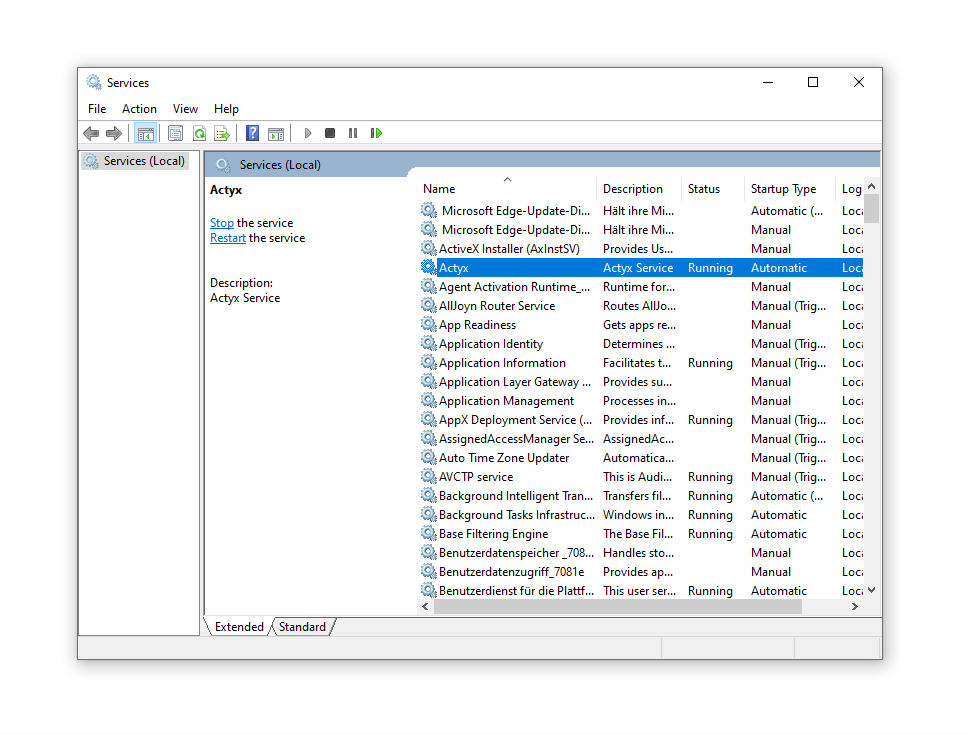 Services
File Action View Help
Services (Local)
Services (Local)
Actyx
Stop the service
Restart the service
Description:
Actyx Service
Name Description Status Startup Type Log
Microsoft Edge-Update-Di... Hält ihre Mi... Automatic (... Loca
Microsoft Edge-Update-Di... Hält ihre Mi... Manual Loca
ActiveX Installer (AxInstSV) Provides Us... Manual Loca
Actyx Actyx Service Running Automatic Loca
Agent Activation Runtime_... Runtime for... Manual Loca
AllJoyn Router Service Routes AllJo... Manual (Trig... Loca
App Readiness Gets apps re... Manual Loca
Application Identity Determines ... Manual (Trig... Loca
Application Information Facilitates t... Running Manual (Trig... Loca
Application Layer Gateway ... Provides su... Manual Loca
Application Management Processes in... Manual Loca
AppX Deployment Service (... Provides inf... Running Manual (Trig... Loca
AssignedAccessManager Se... AssignedAc... Manual (Trig... Loca
Auto Time Zone Updater Automatica... Manual (Trig... Loca
AVCTP service This is Audi... Running Manual (Trig... Loca
Background Intelligent Tran... Transfers fil... Running Automatic (... Loca
Background Tasks Infrastruc... Windows in... Running Automatic Loca
Base Filtering Engine The Base Fil... Running Automatic Loca
Benutzerdatenspeicher _708... Handles sto... Manual Loca
Benutzerdatenzugriff_7081e Provides ap... Manual Loca
Benutzerdienst für die Plattf... This user ser... Running Automatic Loca
Extended Standard